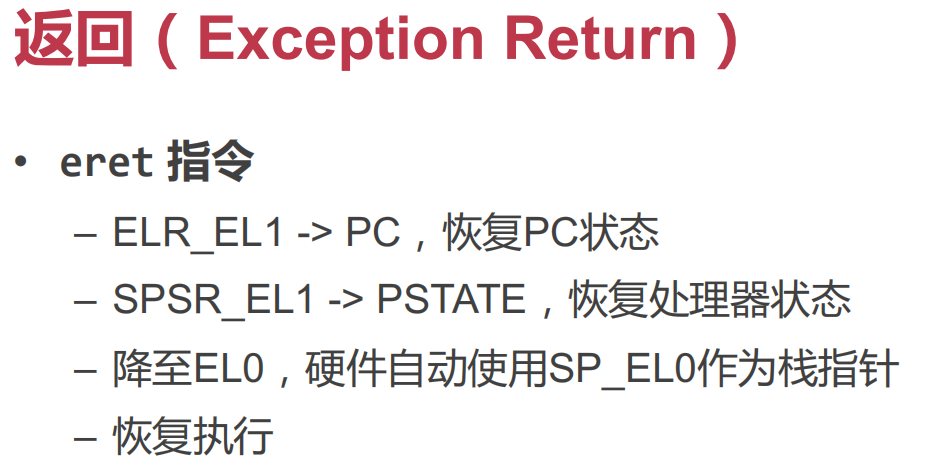 返回（Exception Return）
• eret 指令
– ELR_EL1 -> PC，恢复PC状态
– SPSR_EL1 -> PSTATE，恢复处理器状态
– 降至EL0，硬件自动使用SP_EL0作为栈指针
– 恢复执行